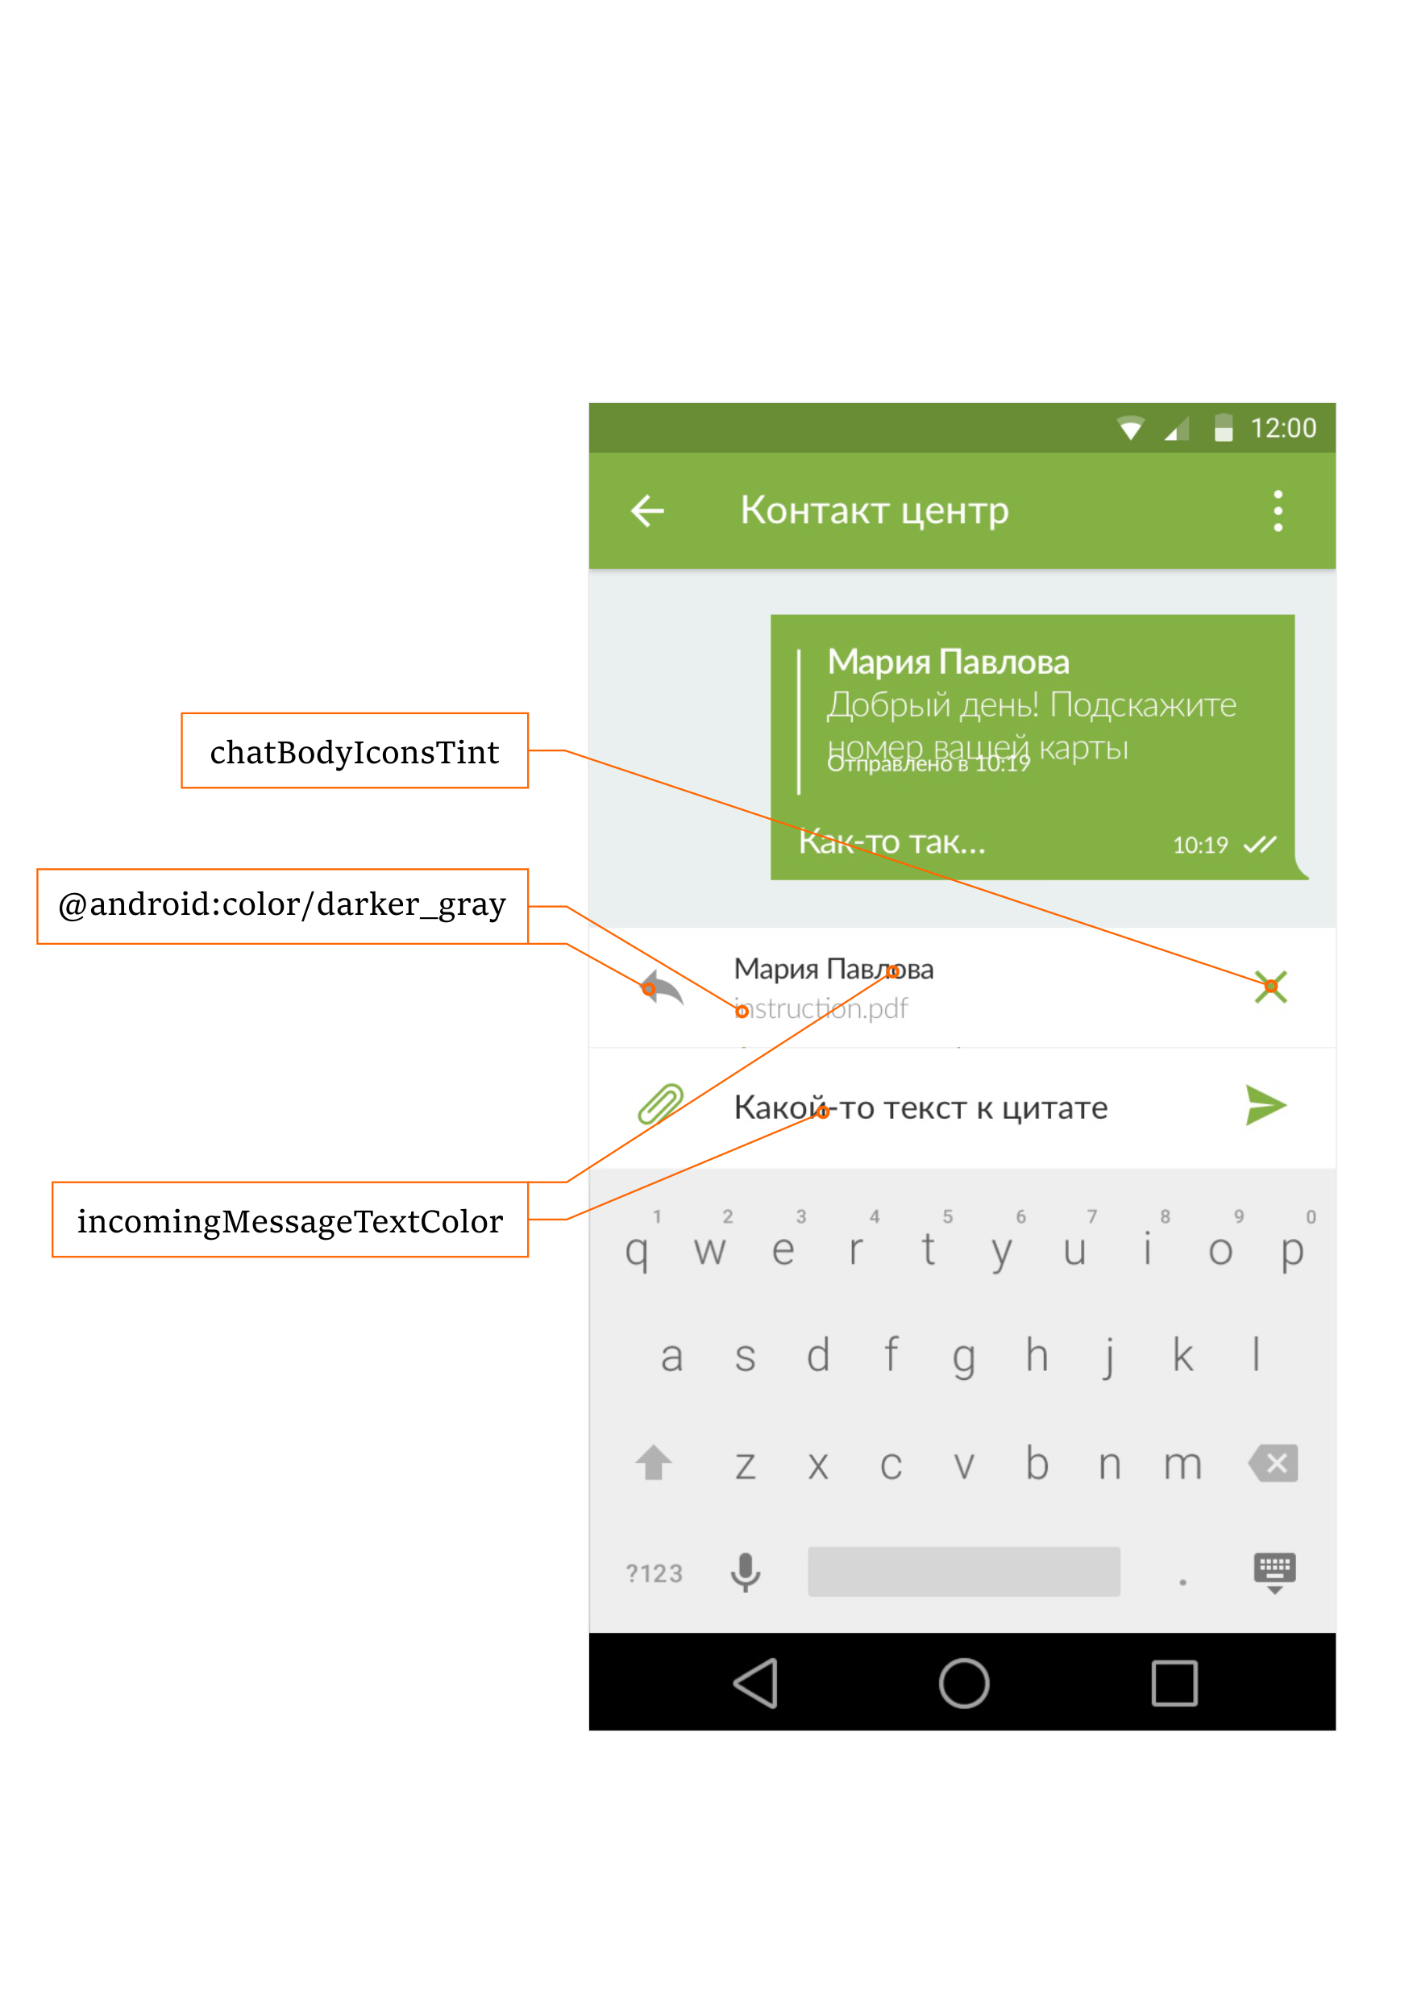 12:00
Контакт центр
Мария Павлова
Добрый день! Подскажите
номер вашей карты
Отправлено в 10:19
Как-то так...
10:19
chatBodyIconsTint
@android:color/darker_gray
Мария Павлова
instruction.pdf
Какой-то текст к цитате
incomingMessageTextColor
1 2 3 4 5 6 7 8 9 0
q w e r t y u i o p
a s d f g h j k l
z x c v b n m
?123 .